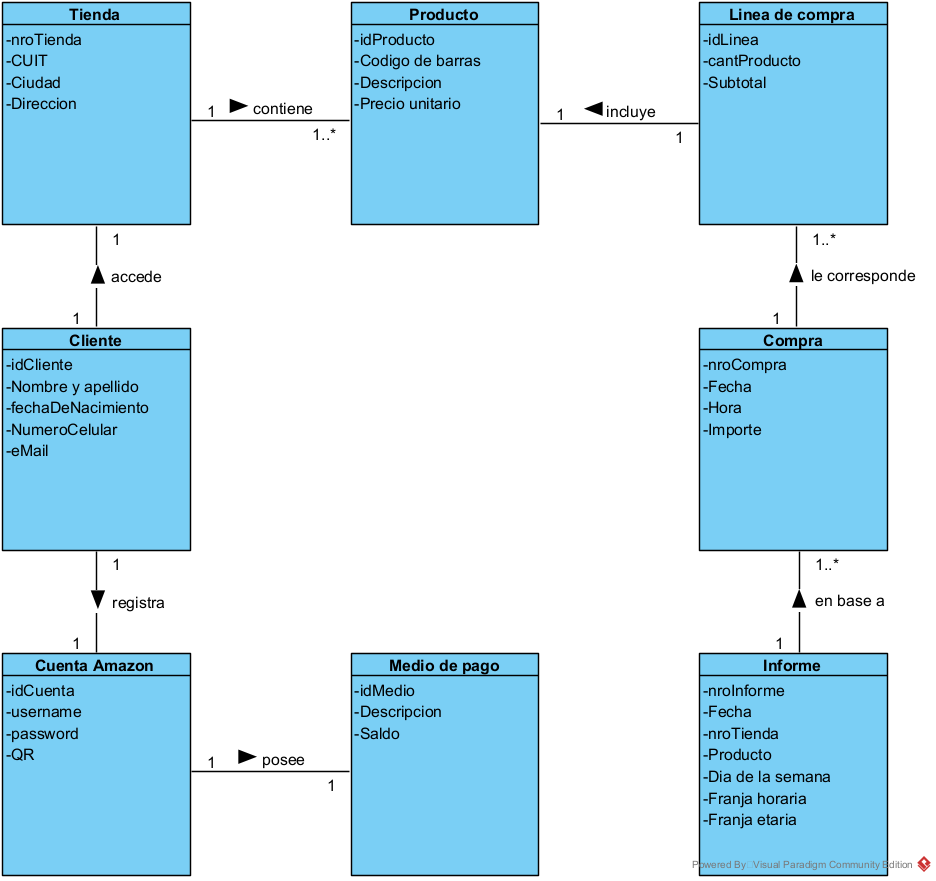 Tienda
-nroTienda
-CUIT
-Ciudad
-Direccion
1
contiene
1..*
Producto
-idProducto
-Codigo de barras
-Descripcion
-Precio unitario
1
incluye
1
Linea de compra
-idLinea
-cantProducto
-Subtotal
1
accede
1
1..*
le corresponde
1
Cliente
-idCliente
-Nombre y apellido
-fechaDeNacimiento
-NumeroCelular
-eMail
Compra
-nroCompra
-Fecha
-Hora
-Importe
1
registra
1
1..*
en base a
1
Cuenta Amazon
-idCuenta
-username
-password
-QR
1
posee
1
Medio de pago
-idMedio
-Descripcion
-Saldo
Informe
-nroInforme
-Fecha
-nroTienda
-Producto
-Dia de la semana
-Franja horaria
-Franja etaria
Powered By Visual Paradigm Community Edition